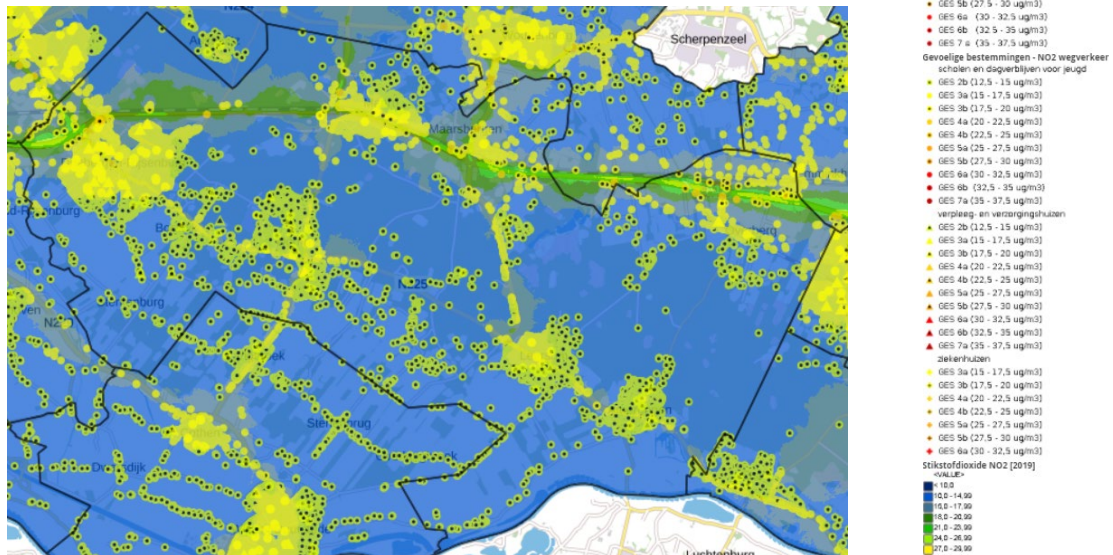 Scherpenzeel
Maarsbergen
N225
Sterkenburg
Luchtenburg
GES 5b (27.5 - 30 ug/m3)
GES 6a (30 - 32,5 ug/m3)
GES 6b (32.5 - 35 ug/m3)
GES 7 a (35 - 37,5 ug/m3)
Gevoelige bestemmingen - NO2 wegverkeer
scholen en dagverblijven voor jeugd
GES 2b (12,5 - 15 ug/m3)
GES 3a (15 - 17,5 ug/m3)
GES 3b (17,5 - 20 ug/m3)
GES 4a (20 - 22,5 ug/m3)
GES 4b (22,5 - 25 ug/m3)
GES 5a (25 - 27,5 ug/m3)
GES 5b (27,5 - 30 ug/m3)
GES 6a (30 - 32,5 ug/m3)
GES 6b (32,5 - 35 ug/m3)
GES 7a (35 - 37,5 ug/m3)
verpleeg- en verzorgingshuizen
GES 2b (12,5 - 15 ug/m3)
GES 3a (15 - 17,5 ug/m3)
GES 3b (17,5 - 20 ug/m3)
GES 4a (20 - 22,5 ug/m3)
GES 4b (22,5 - 25 ug/m3)
GES 5a (25 - 27,5 ug/m3)
GES 5b (27,5 - 30 ug/m3)
GES 6a (30 - 32,5 ug/m3)
GES 6b (32.5 - 35 ug/m3)
GES 7a (35 - 37,5 ug/m3)
ziekenhuizen
GES 3a (15 - 17,5 ug/m3)
GES 3b (17.5 - 20 ug/m3)
GES 4a (20 - 22,5 ug/m3)
GES 4b (22.5 - 25 ug/m3)
GES 5a (25 - 27,5 ug/m3)
GES 5b (27,5 - 30 ug/m3)
GES 6a (30 - 32,5 ug/m3)
Stikstofdioxide NO2 [2019]
<VALUE>
< 10,0
10,0 - 14,99
16,0 - 17,99
18,0 - 20,99
21,0 - 23,99
24,0 - 26,99
27,0 - 29,99